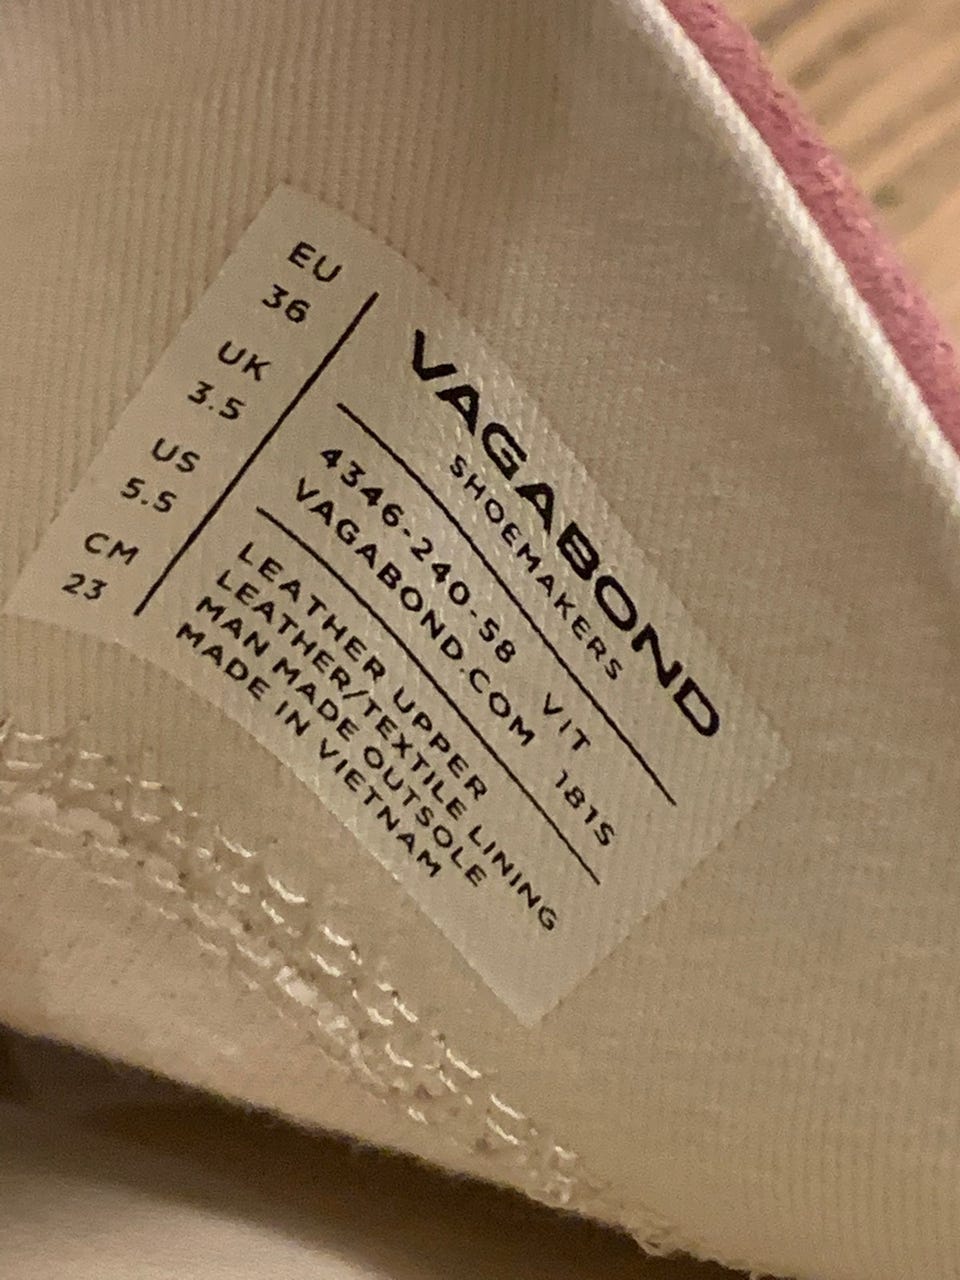 EU
36
UK
3.5
US
5.5
CM
23
VAGABOND
SHOEMAKERS
4346-240-58 VIT
VAGABOND.COM 181S
LEATHER UPPER
LEATHER/TEXTILE LINING
MAN MADE OUTSOLE
MADE IN VIETNAM